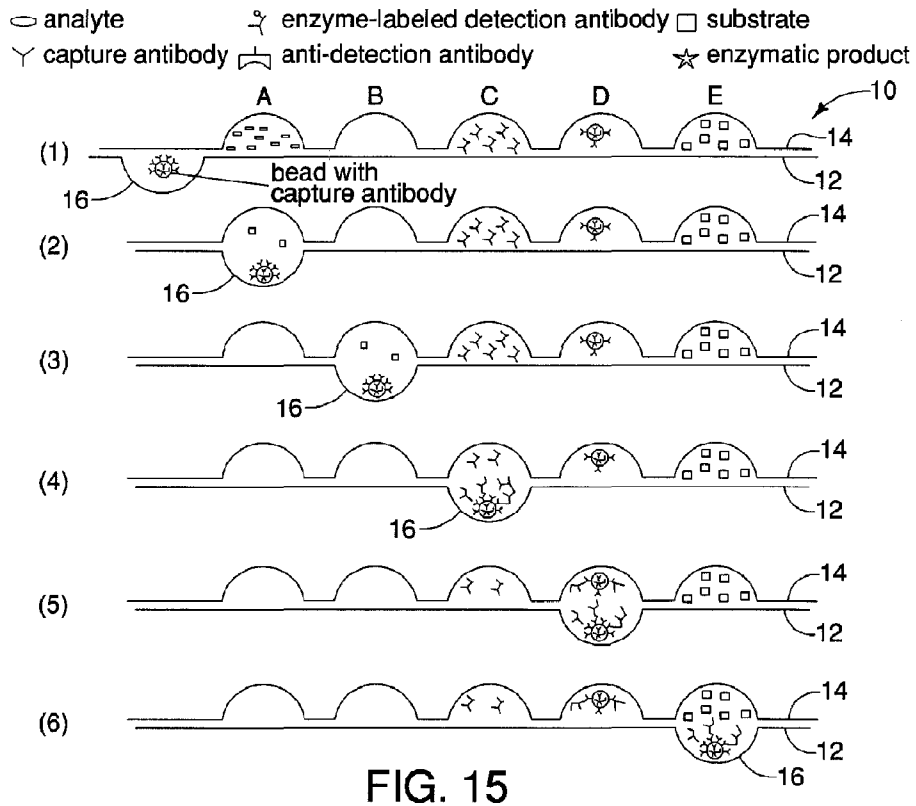 analyte enzyme-labeled detection antibody substrate
capture antibody anti-detection antibody enzymatic product
A B C D E
10
(1) 14
12
16 bead with
capture antibody
(2) 14
12
16
(3) 14
12
16
(4) 14
12
16
(5) 14
12
(6) 14
12
16
FIG. 15